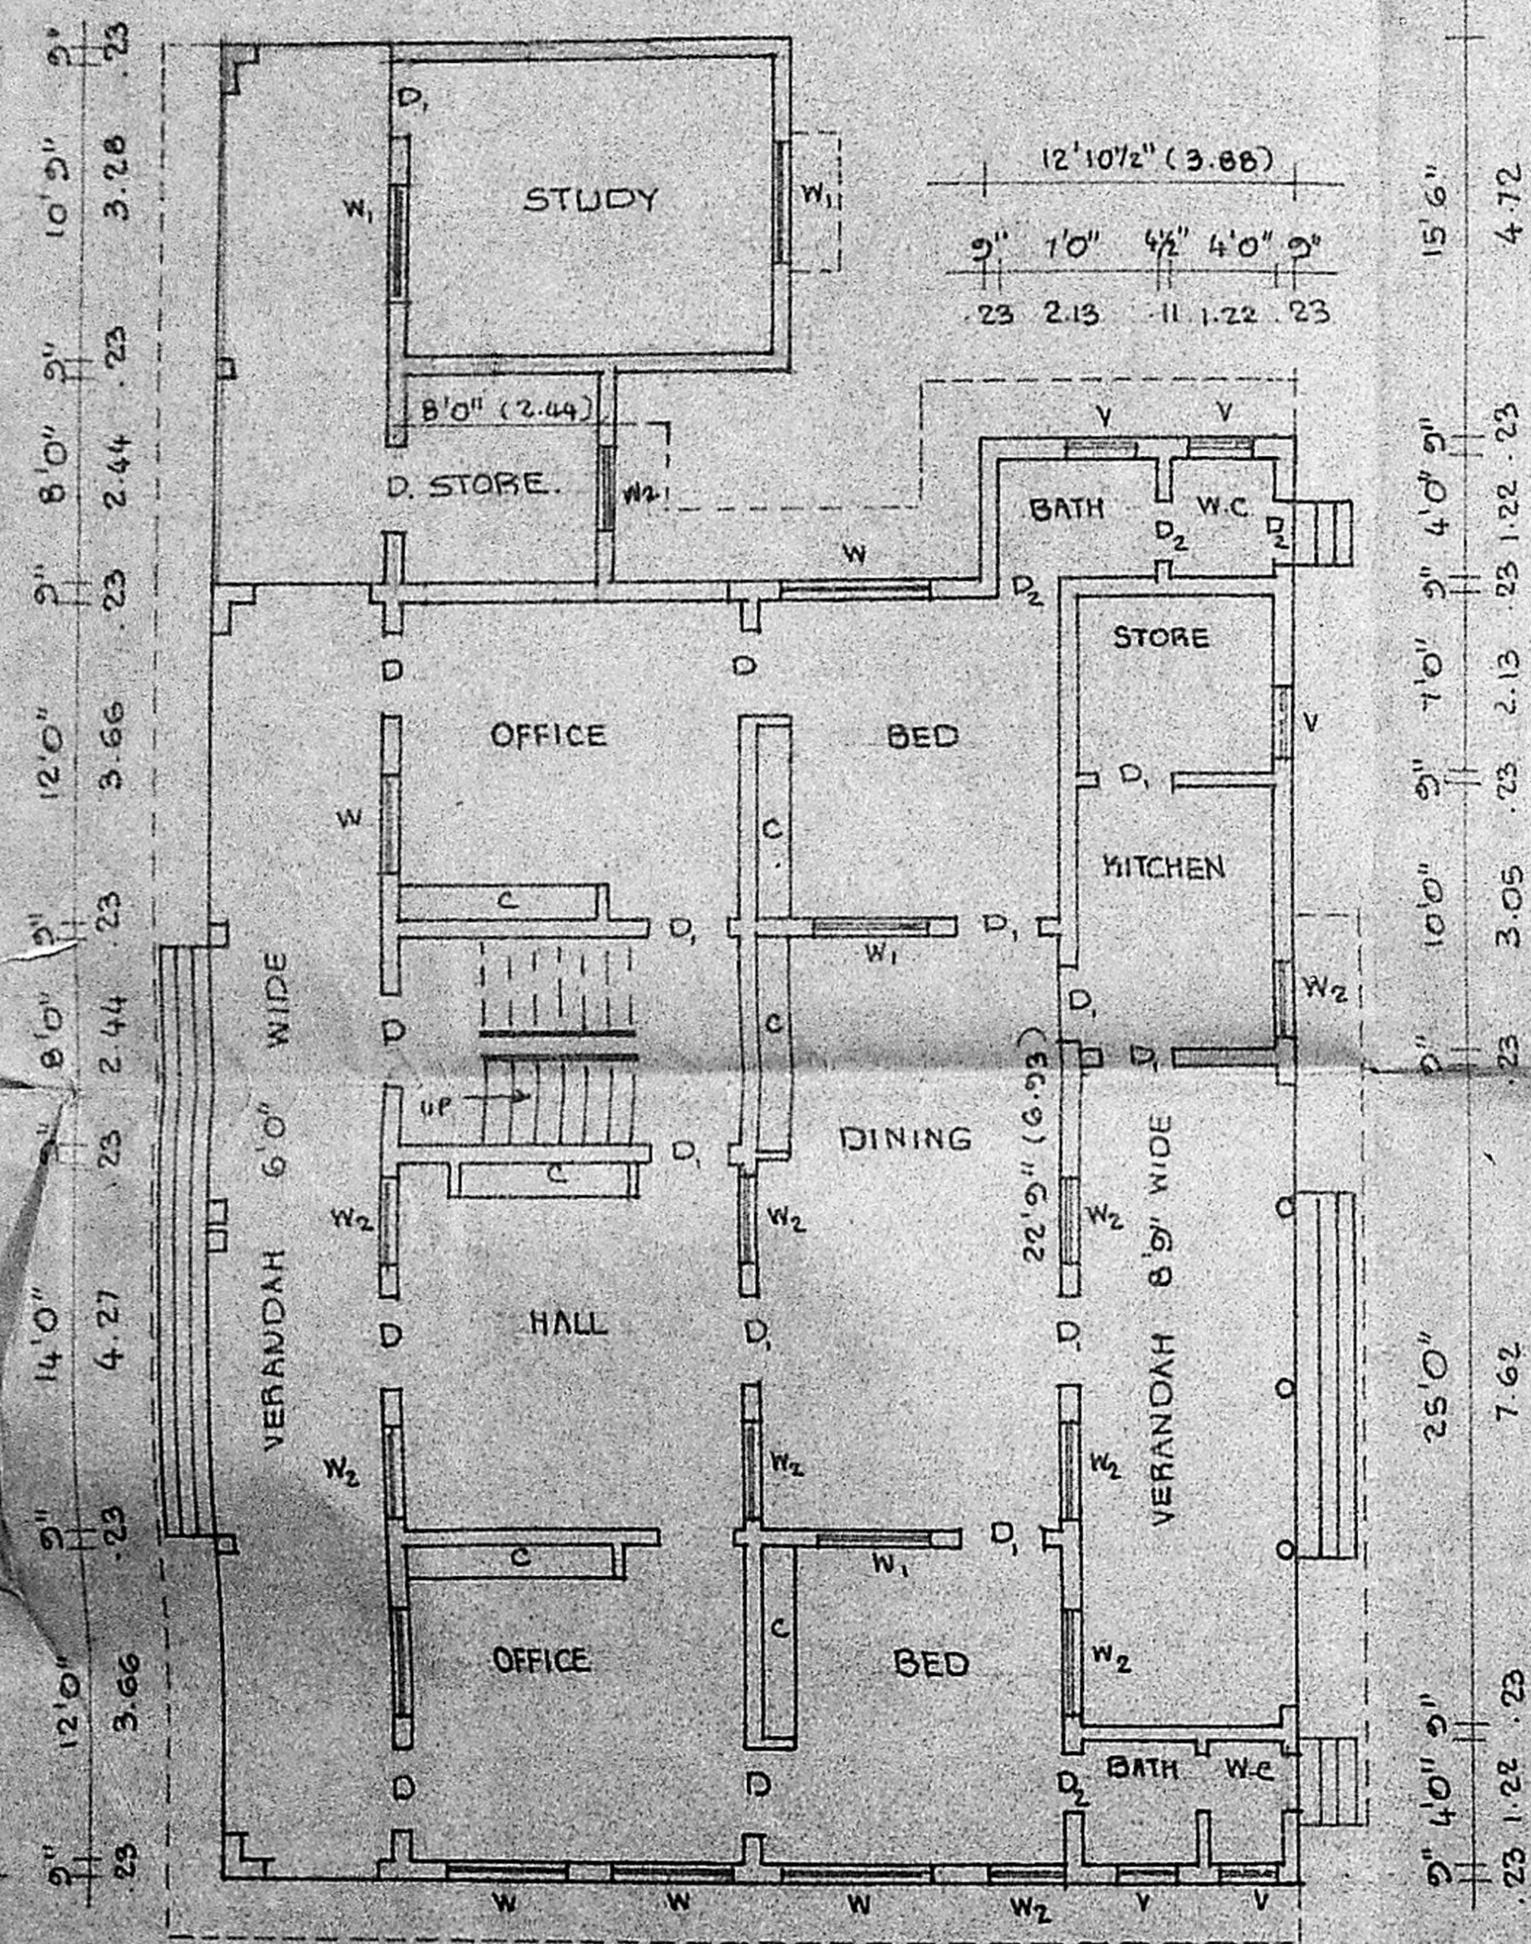 9" .23
10'9" 3.28
9" .23
8'0" 2.44
9" .23
12'0" 3.66
9" .23
8'0" 2.44
9" .23
14'0" 4.27
9" .23
12'0" 3.66
9" .23
D1
W1
STUDY
W1
12'10½" (3.88)
9" 7'0" 4½" 4'0" 9"
.23 2.13 .11 1.22 .23
8'0" (2.44)
D. STORE.
W2
V V
BATH W.C
D2 D2
W
D2
STORE
D D
OFFICE BED
V
W
D1
C
KITCHEN
C
D1 D1
W1
W2
C
D
D1
D1
UP
DINING
22'9" (6.93)
D1
C
VERANDAH 6'0" WIDE
VERANDAH 8'9" WIDE
W2 W2 W2
HALL
D D1 D
W2 W2 W2
C
D1
W1
C
OFFICE BED
W2
D D D2
BATH W.C
W W W W2 V V
15'6" 4.72
9" .23
4'0" 1.22
9" .23
7'0" 2.13
9" .23
10'0" 3.05
9" .23
25'0" 7.62
9" .23
4'0" 1.22
9" .23